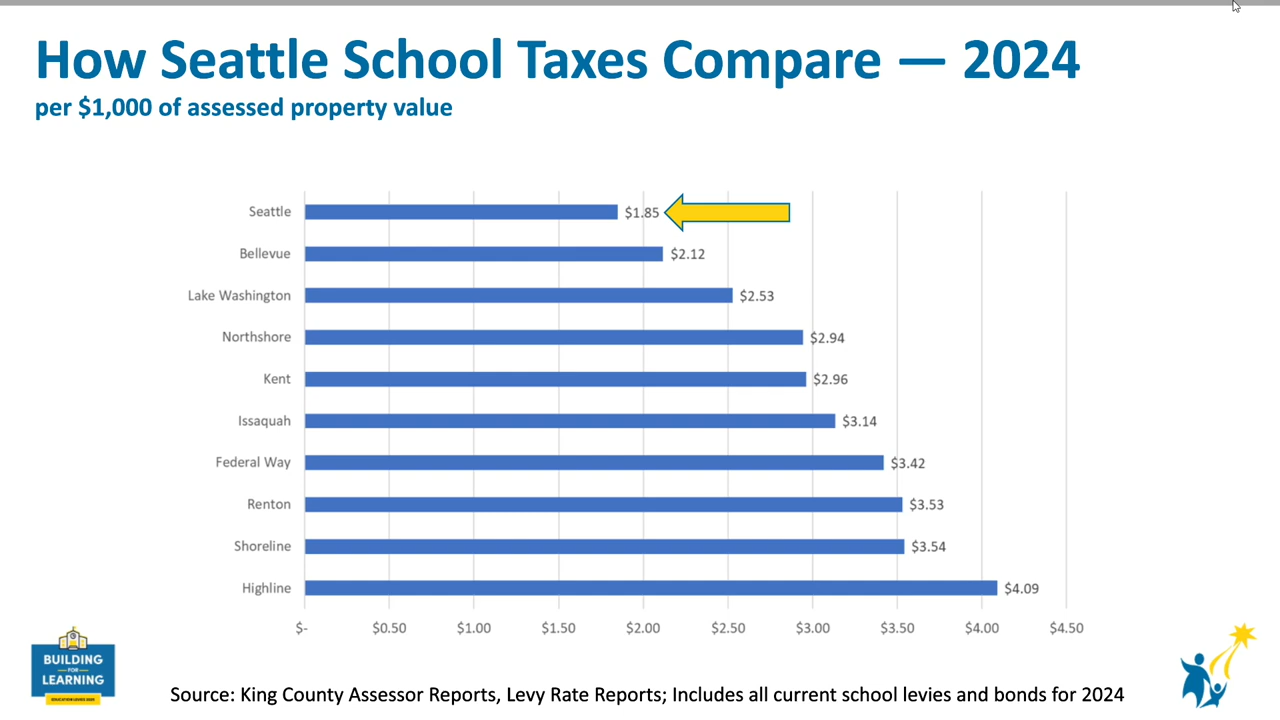 How Seattle School Taxes Compare — 2024
per $1,000 of assessed property value
Seattle $1.85
Bellevue $2.12
Lake Washington $2.53
Northshore $2.94
Kent $2.96
Issaquah $3.14
Federal Way $3.42
Renton $3.53
Shoreline $3.54
Highline $4.09
$- $0.50 $1.00 $1.50 $2.00 $2.50 $3.00 $3.50 $4.00 $4.50
BUILDING
FOR
LEARNING
Source: King County Assessor Reports, Levy Rate Reports; Includes all current school levies and bonds for 2024